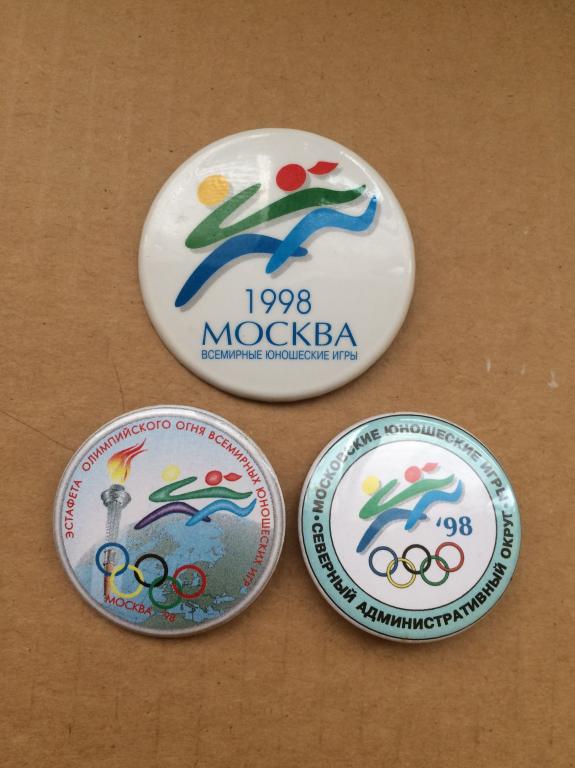 1998
МОСКВА
ВСЕМИРНЫЕ ЮНОШЕСКИЕ ИГРЫ
ЭСТАФЕТА ОЛИМПИЙСКОГО ОГНЯ ВСЕМИРНЫХ ЮНОШЕСКИХ ИГР
МОСКВА '98
МОСКОВСКИЕ ЮНОШЕСКИЕ ИГРЫ
'98
СЕВЕРНЫЙ АДМИНИСТРАТИВНЫЙ ОКРУГ